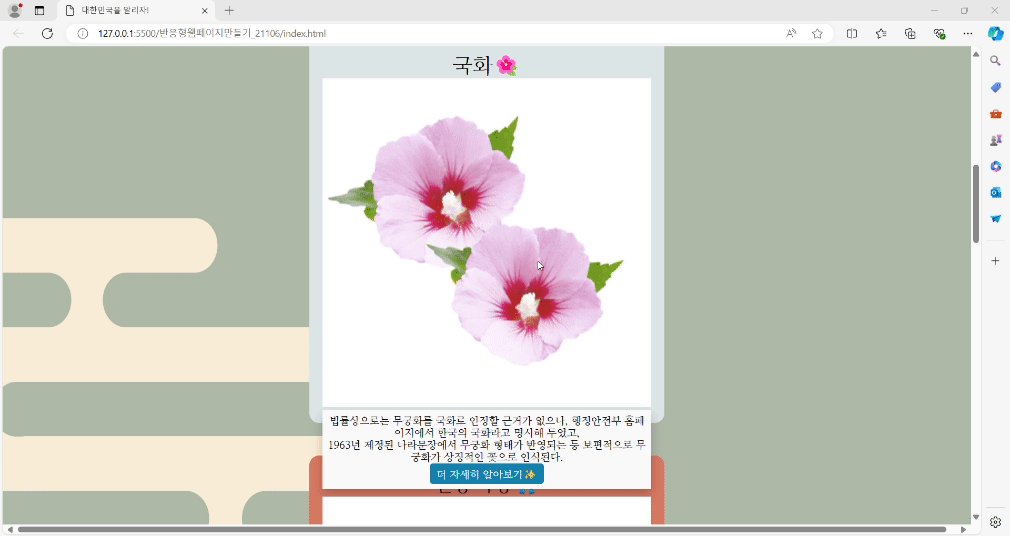 대한민국을 알리자!
127.0.0.1:5500/반응형웹페이지만들기_21106/index.html
국화
법률상으로는 무궁화를 국화로 인정할 근거가 없으나, 행정안전부 홈페
이지에서 한국의 국화라고 명시해 두었고,
1963년 제정된 나라문장에서 무궁화 형태가 반영되는 등 보편적으로 무
궁화가 상징적인 꽃으로 인식된다.
더 자세히 알아보기